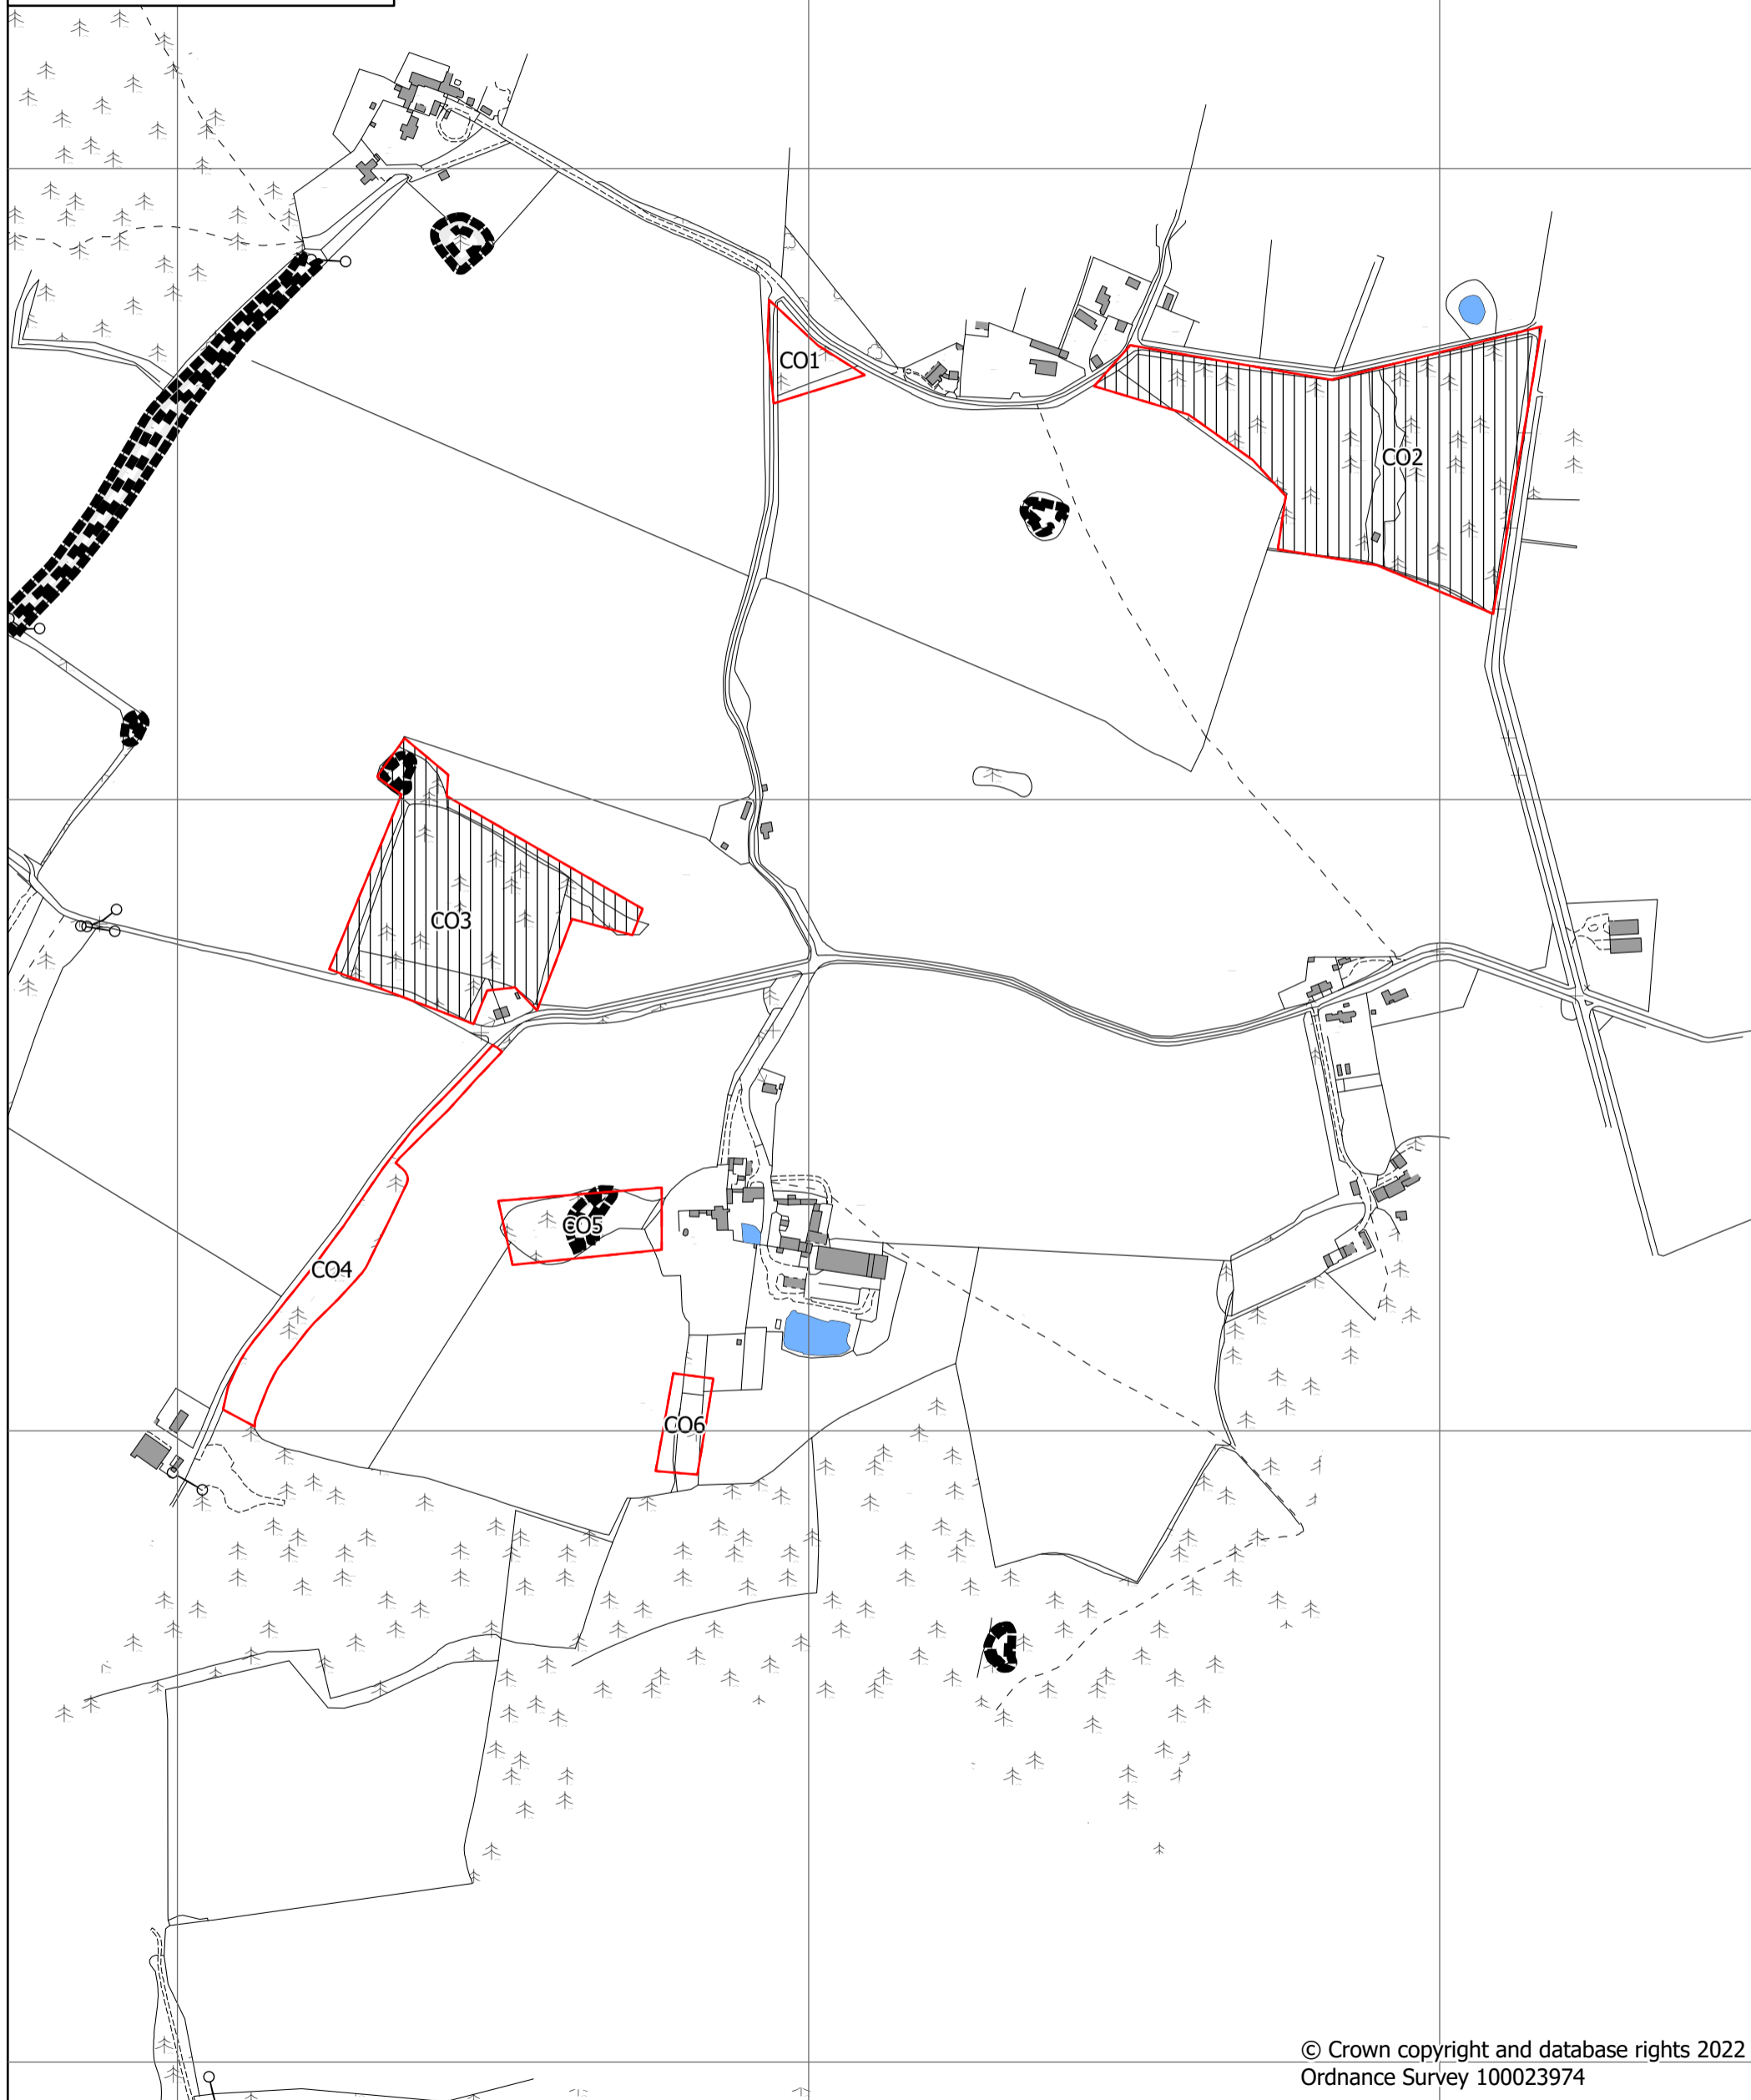 CO1
CO2
CO3
CO4
CO5
CO6
© Crown copyright and database rights 2022
Ordnance Survey 100023974